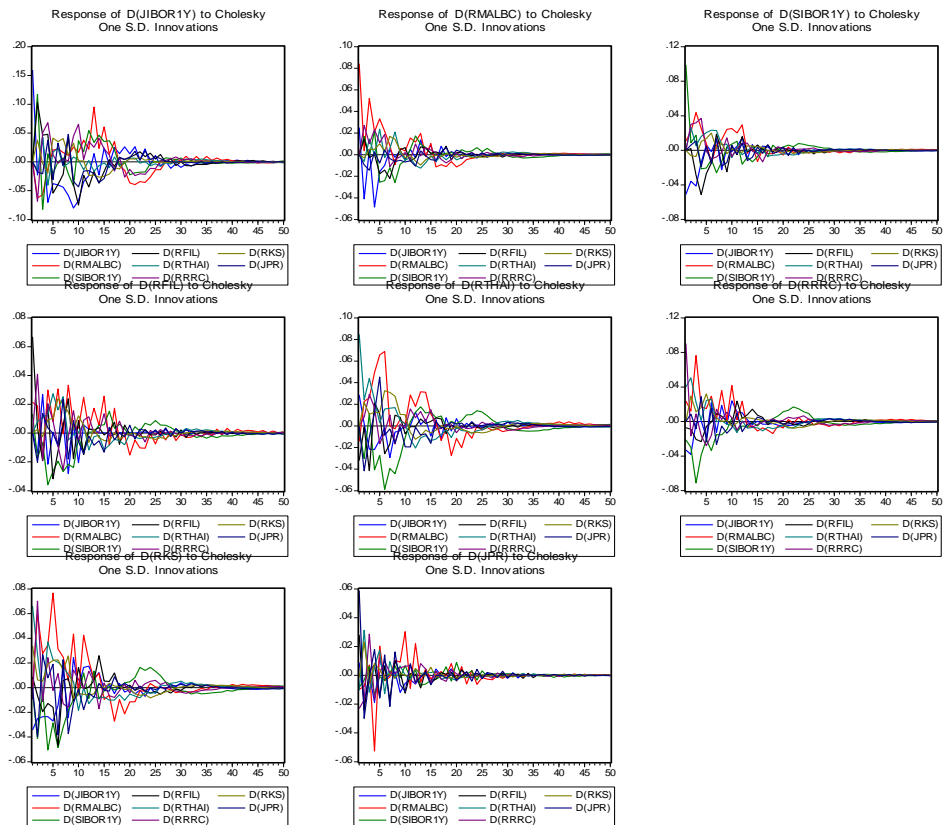 Response of D(JIBOR1Y) to Cholesky
One S.D. Innovations
.20
.15
.10
.05
.00
-.05
-.10
5 10 15 20 25 30 35 40 45 50
D(JIBOR1Y) D(RFIL) D(RKS)
D(RMALBC) D(RTHAI) D(JPR)
D(SIBOR1Y) D(RRRC)
Response of D(RMALBC) to Cholesky
One S.D. Innovations
.10
.08
.06
.04
.02
.00
-.02
-.04
-.06
5 10 15 20 25 30 35 40 45 50
D(JIBOR1Y) D(RFIL) D(RKS)
D(RMALBC) D(RTHAI) D(JPR)
D(SIBOR1Y) D(RRRC)
Response of D(SIBOR1Y) to Cholesky
One S.D. Innovations
.12
.08
.04
.00
-.04
-.08
5 10 15 20 25 30 35 40 45 50
D(JIBOR1Y) D(RFIL) D(RKS)
D(RMALBC) D(RTHAI) D(JPR)
D(SIBOR1Y) D(RRRC)
Response of D(RFIL) to Cholesky
One S.D. Innovations
.08
.06
.04
.02
.00
-.02
-.04
5 10 15 20 25 30 35 40 45 50
D(JIBOR1Y) D(RFIL) D(RKS)
D(RMALBC) D(RTHAI) D(JPR)
D(SIBOR1Y) D(RRRC)
Response of D(RTHAI) to Cholesky
One S.D. Innovations
.10
.08
.06
.04
.02
.00
-.02
-.04
-.06
5 10 15 20 25 30 35 40 45 50
D(JIBOR1Y) D(RFIL) D(RKS)
D(RMALBC) D(RTHAI) D(JPR)
D(SIBOR1Y) D(RRRC)
Response of D(RRRC) to Cholesky
One S.D. Innovations
.12
.08
.04
.00
-.04
-.08
5 10 15 20 25 30 35 40 45 50
D(JIBOR1Y) D(RFIL) D(RKS)
D(RMALBC) D(RTHAI) D(JPR)
D(SIBOR1Y) D(RRRC)
Response of D(RKS) to Cholesky
One S.D. Innovations
.08
.06
.04
.02
.00
-.02
-.04
-.06
5 10 15 20 25 30 35 40 45 50
D(JIBOR1Y) D(RFIL) D(RKS)
D(RMALBC) D(RTHAI) D(JPR)
D(SIBOR1Y) D(RRRC)
Response of D(JPR) to Cholesky
One S.D. Innovations
.06
.04
.02
.00
-.02
-.04
-.06
5 10 15 20 25 30 35 40 45 50
D(JIBOR1Y) D(RFIL) D(RKS)
D(RMALBC) D(RTHAI) D(JPR)
D(SIBOR1Y) D(RRRC)